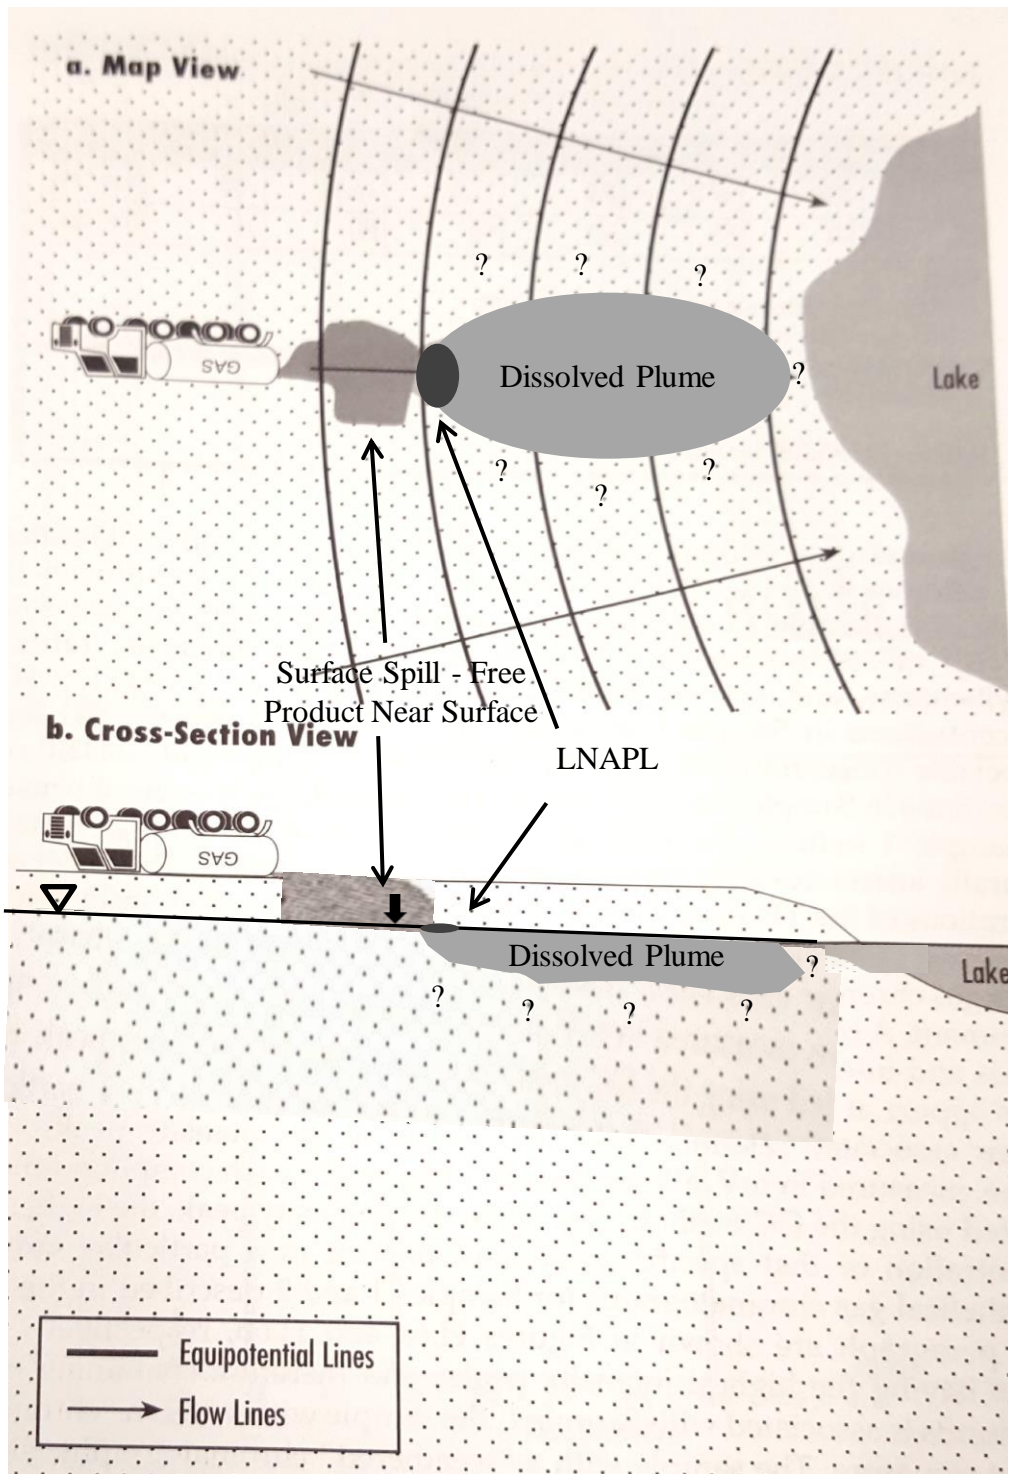 a. Map View
?
?
?
GAS
Dissolved Plume
?
Lake
?
?
?
Surface Spill - Free
Product Near Surface
b. Cross-Section View
LNAPL
GAS
Dissolved Plume
?
Lake
?
?
?
?
Equipotential Lines
Flow Lines